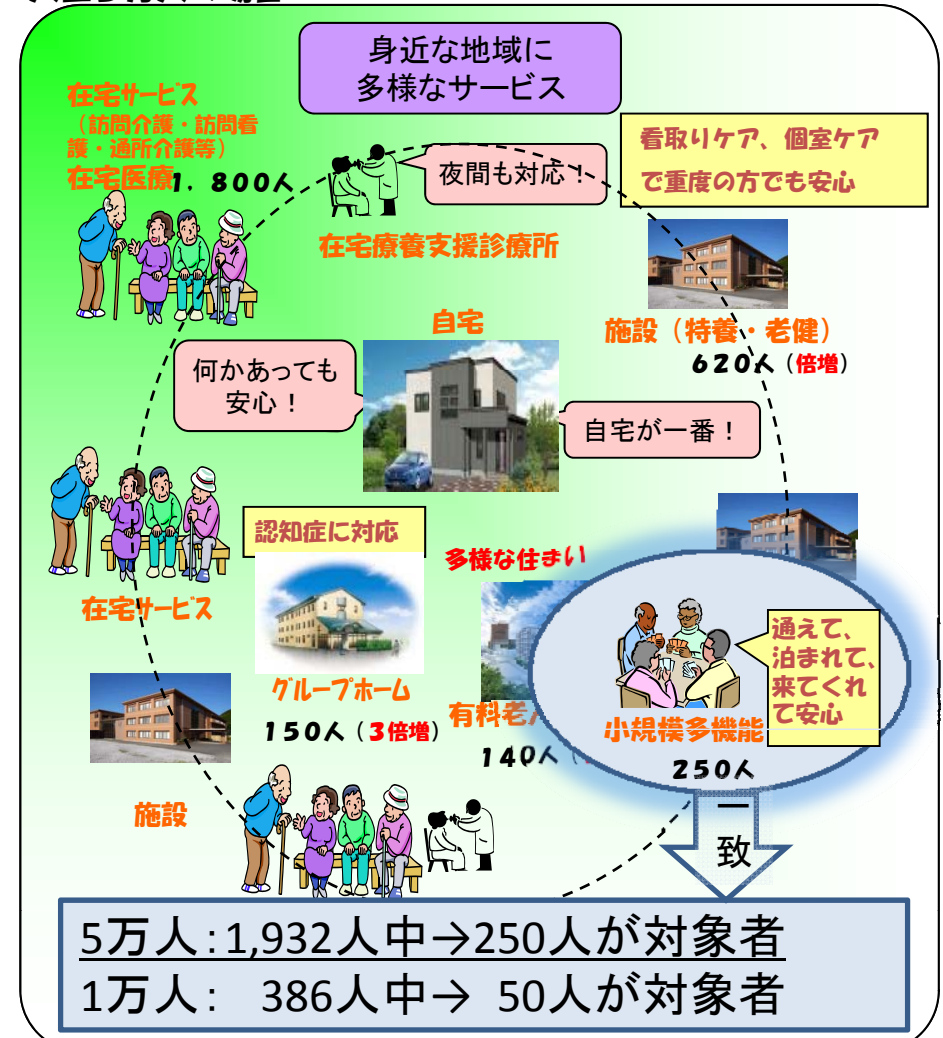 身近な地域に
多様なサービス
在宅サービス
（訪問介護・訪問看
護・通所介護等）
在宅医療
１，８００人
夜間も対応！
在宅療養支援診療所
看取りケア、個室ケア
で重度の方でも安心
施設（特養・老健）
６２０人（倍増）
自宅
何かあっても
安心！
自宅が一番！
在宅サービス
認知症に対応
グループホーム
１５０人（３倍増）
多様な住まい
有料老
１４０人（
通えて、
泊まれて、
来てくれ
て安心
小規模多機能
２５０人
施設
一
致
5万人：1,932人中→250人が対象者
1万人：　386人中→ 50人が対象者